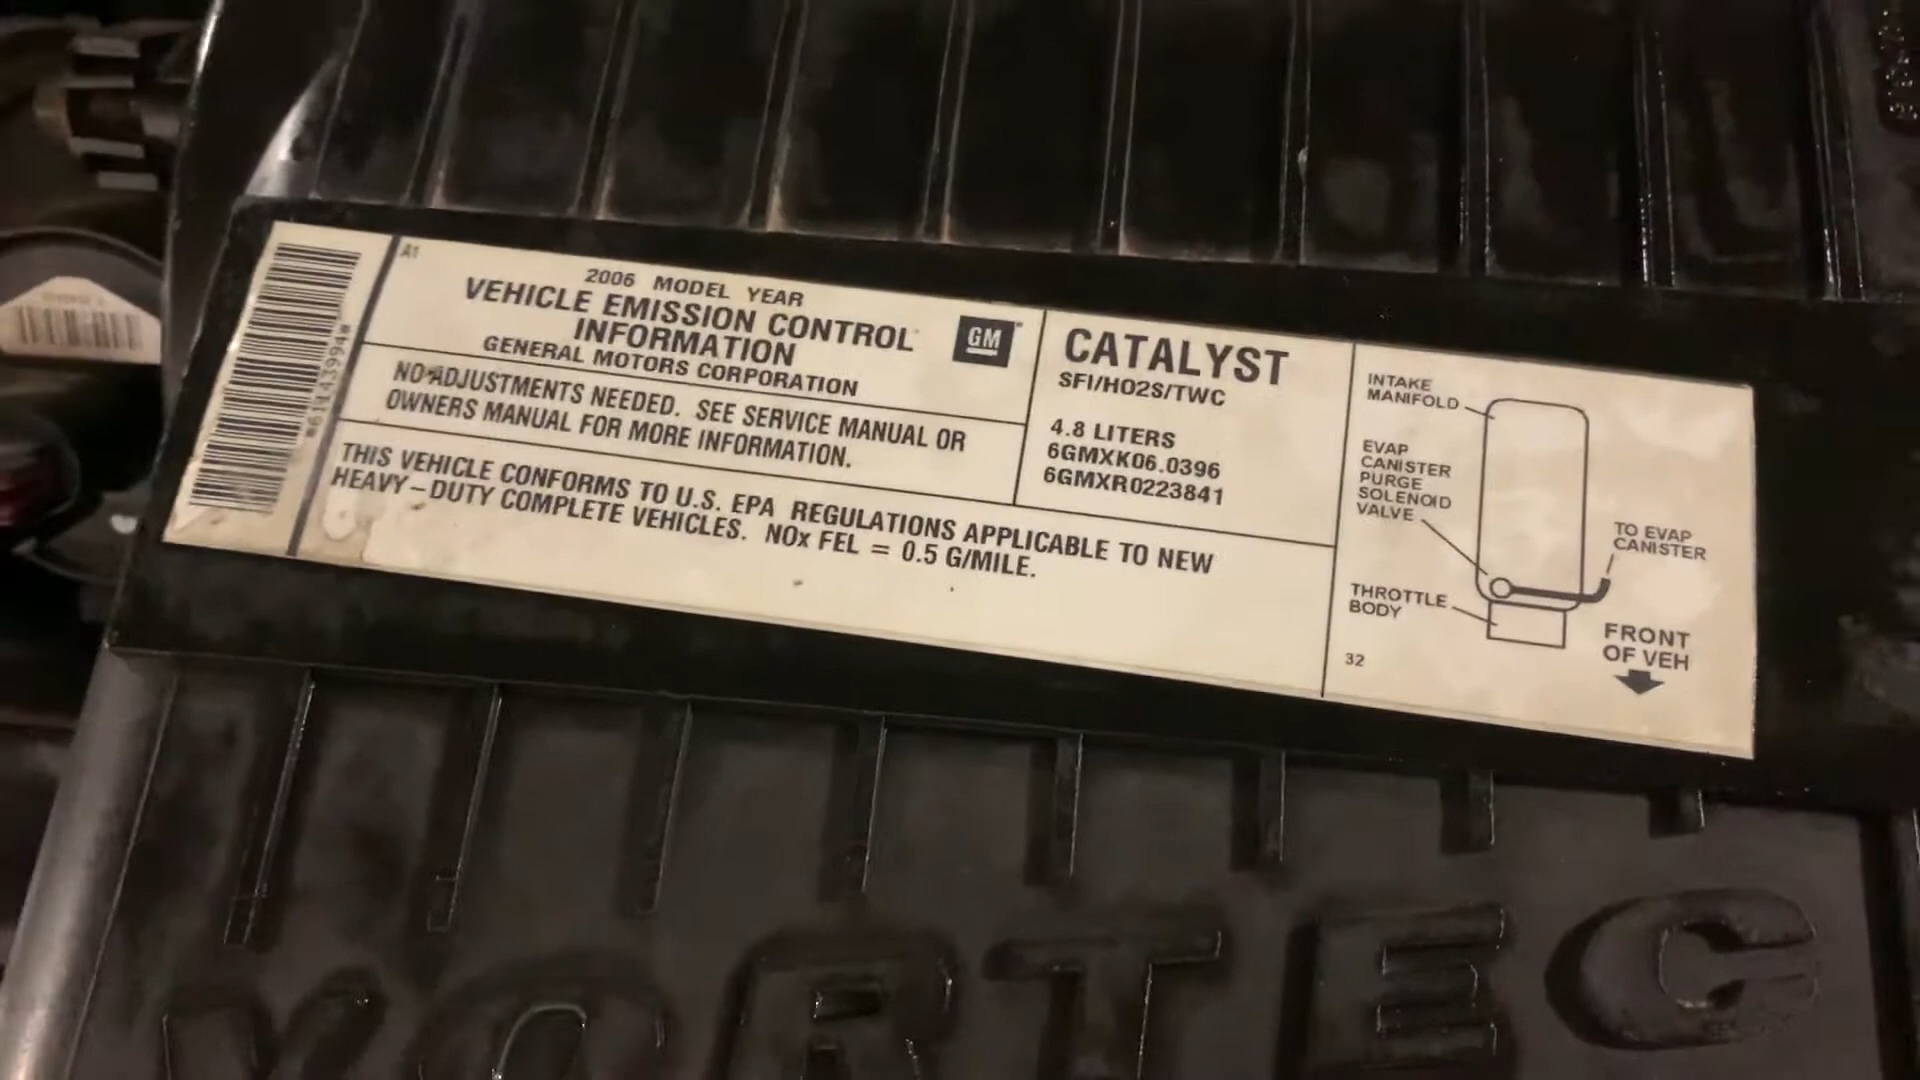 A1
2006 MODEL YEAR
VEHICLE EMISSION CONTROL
INFORMATION
GENERAL MOTORS CORPORATION
GM
NO ADJUSTMENTS NEEDED. SEE SERVICE MANUAL OR
OWNERS MANUAL FOR MORE INFORMATION.
THIS VEHICLE CONFORMS TO U.S. EPA REGULATIONS APPLICABLE TO NEW
HEAVY-DUTY COMPLETE VEHICLES. NOx FEL = 0.5 G/MILE.
CATALYST
SFI/HO2S/TWC
4.8 LITERS
6GMXK06.0396
6GMXR0223841
INTAKE
MANIFOLD
EVAP
CANISTER
PURGE
SOLENOID
VALVE
TO EVAP
CANISTER
THROTTLE
BODY
FRONT
OF VEH
32
VORTEC